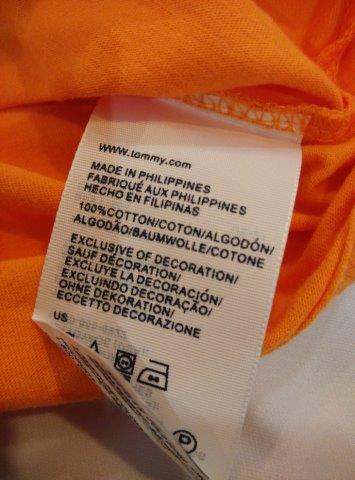 www.tommy.com
MADE IN PHILIPPINES
FABRIQUÉ AUX PHILIPPINES
HECHO EN FILIPINAS
100%COTTON/COTON/ALGODÓN/
ALGODÃO/BAUMWOLLE/COTONE
EXCLUSIVE OF DECORATION/
SAUF DÉCORATION/
EXCLUYE LA DECORACIÓN/
EXCLUINDO DECORAÇÃO/
OHNE DEKORATION/
ECCETTO DECORAZIONE
US
P